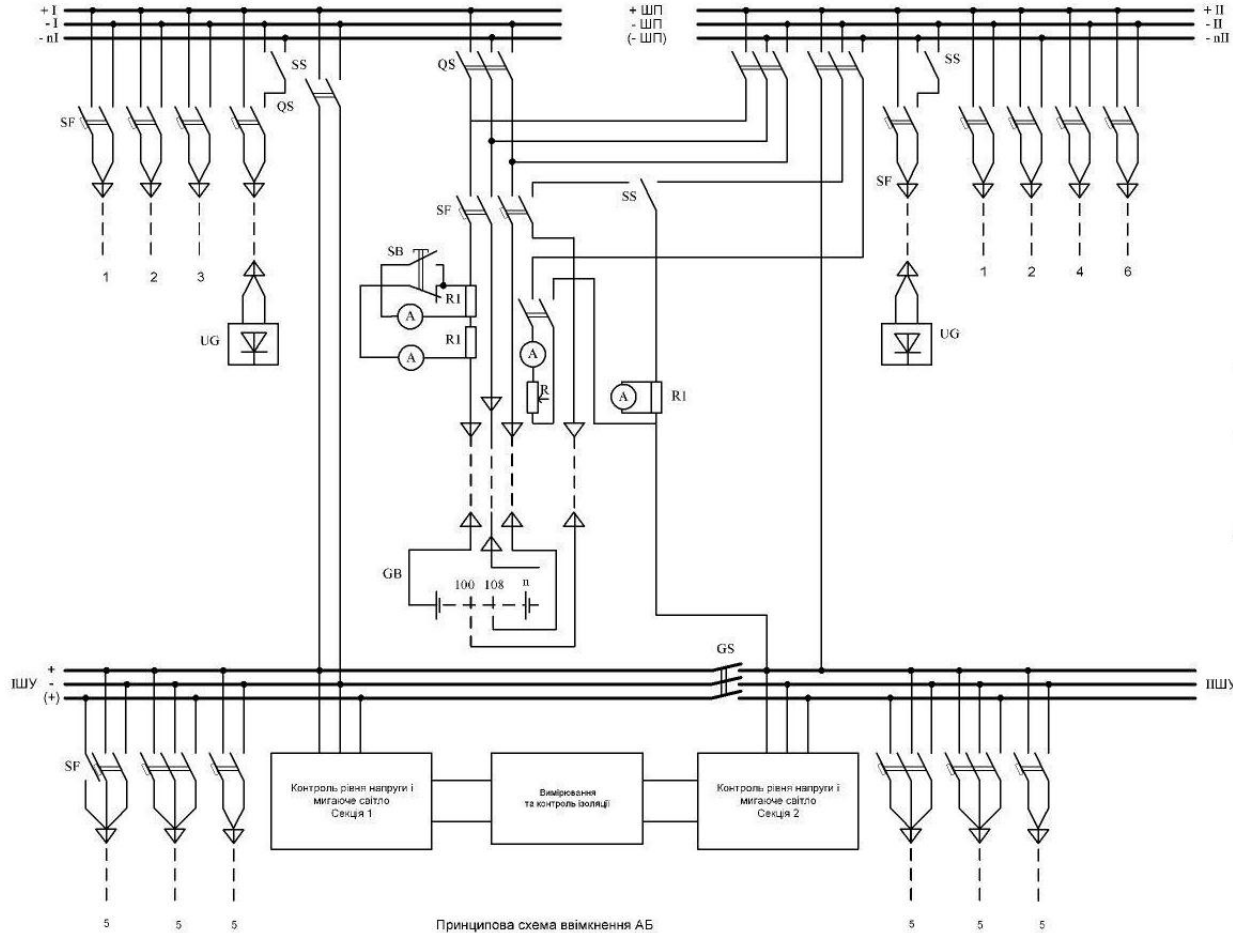 + I
- I
- nI
+ ШП
- ШП
(- ШП)
+ II
- II
- nII
SS
QS
QS
SS
SF
SF
SS
SF
SB
R1
A
R1
A
A
R
A
R1
1
2
3
1
2
4
6
UG
UG
GB
100
108
n
GS
+
ІШУ -
(+)
ІІШУ
SF
Контроль рівня напруги і
мигаюче світло
Секція 1
Вимірювання
та контроль ізоляції
Контроль рівня напруги і
мигаюче світло
Секція 2
5
5
5
5
5
5
Принципова схема ввімкнення АБ